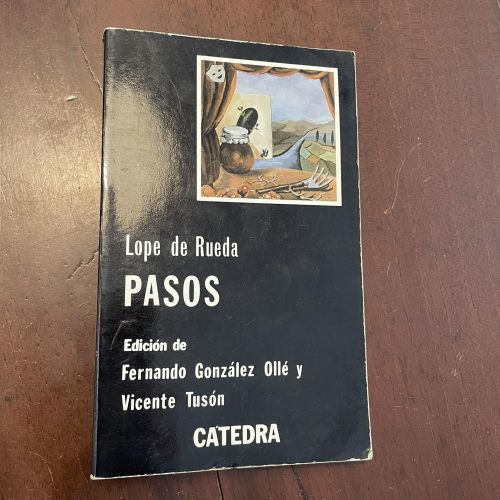 Lope de Rueda
PASOS
Edición de
Fernando González Ollé y
Vicente Tusón
CATEDRA